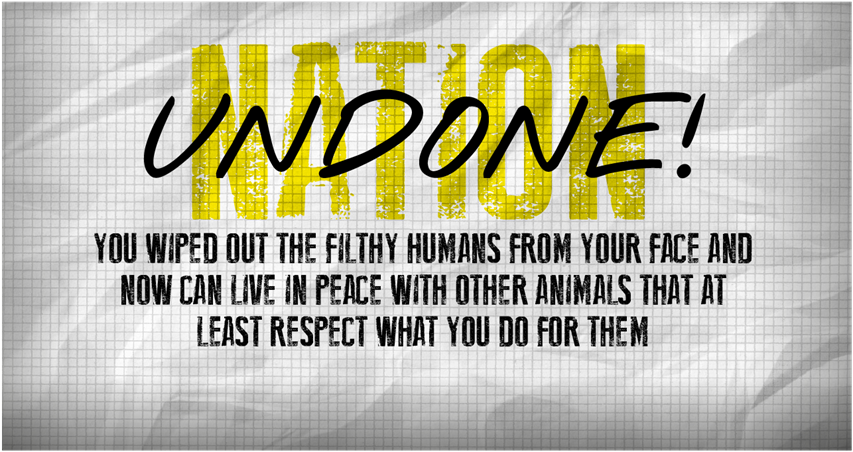 NATION
UNDONE!
YOU WIPED OUT THE FILTHY HUMANS FROM YOUR FACE AND
NOW CAN LIVE IN PEACE WITH OTHER ANIMALS THAT AT
LEAST RESPECT WHAT YOU DO FOR THEM